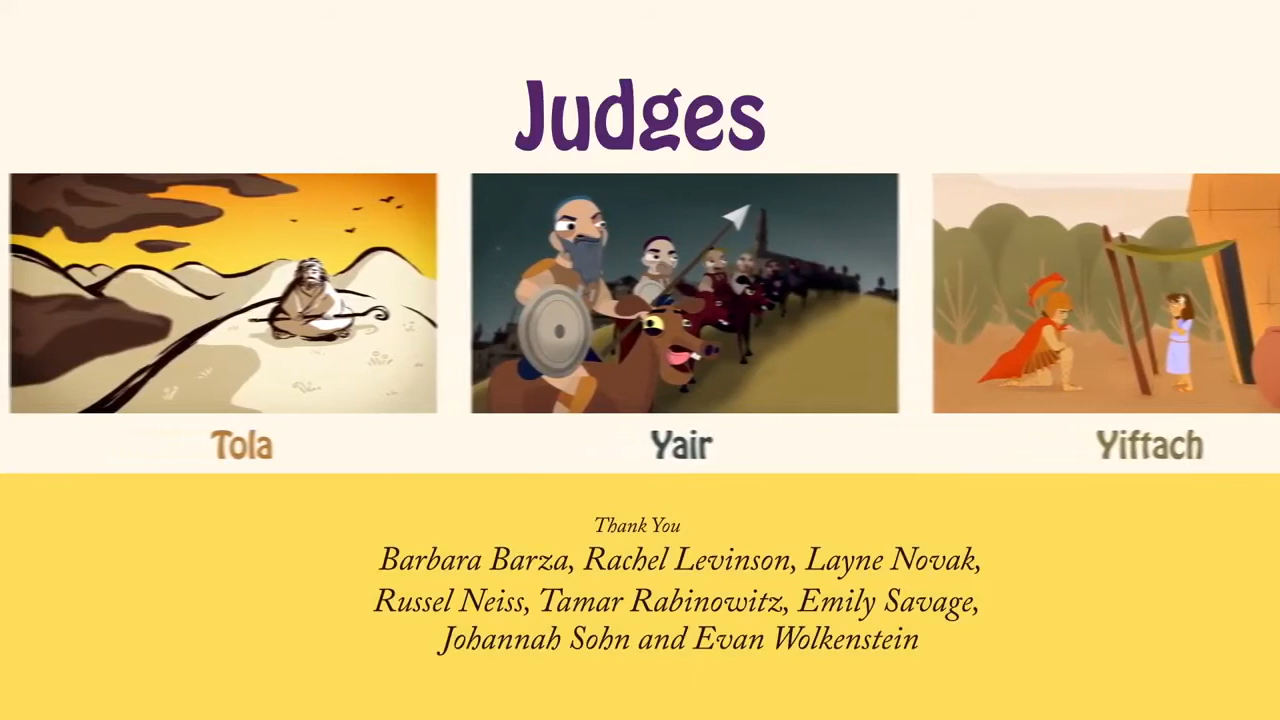 Judges
Tola
Yair
Yiftach
Thank You
Barbara Barza, Rachel Levinson, Layne Novak,
Russel Neiss, Tamar Rabinowitz, Emily Savage,
Johannah Sohn and Evan Wolkenstein